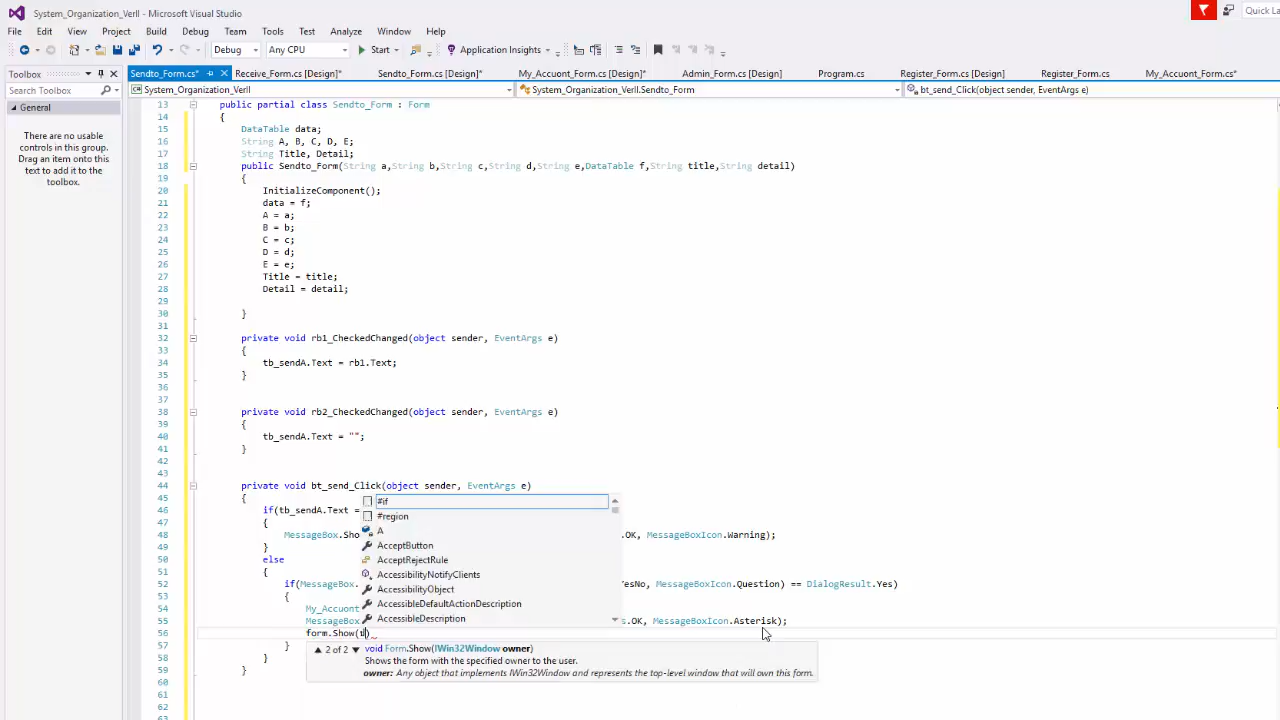 System_Organization_VerII - Microsoft Visual Studio
Quick La
File Edit View Project Build Debug Team Tools Test Analyze Window Help
Debug Any CPU Start Application Insights
Toolbox
Search Toolbox
General
There are no usable
controls in this group.
Drag an item onto this
text to add it to the
toolbox.
Sendto_Form.cs* Receive_Form.cs [Design]* Sendto_Form.cs [Design]* My_Accuont_Form.cs [Design]* Admin_Form.cs [Design] Program.cs Register_Form.cs [Design] Register_Form.cs My_Accuont_Form.cs*
System_Organization_VerII System_Organization_VerII.Sendto_Form bt_send_Click(object sender, EventArgs e)
13 public partial class Sendto_Form : Form
14 {
15 DataTable data;
16 String A, B, C, D, E;
17 String Title, Detail;
18 public Sendto_Form(String a,String b,String c,String d,String e,DataTable f,String title,String detail)
19 {
20 InitializeComponent();
21 data = f;
22 A = a;
23 B = b;
24 C = c;
25 D = d;
26 E = e;
27 Title = title;
28 Detail = detail;
29
30 }
31
32 private void rb1_CheckedChanged(object sender, EventArgs e)
33 {
34 tb_sendA.Text = rb1.Text;
35 }
36
37
38 private void rb2_CheckedChanged(object sender, EventArgs e)
39 {
40 tb_sendA.Text = "";
41 }
42
43
44 private void bt_send_Click(object sender, EventArgs e)
45 {
46 if(tb_sendA.Text =
47 {
48 MessageBox.Sho .OK, MessageBoxIcon.Warning);
49 }
50 else
51 {
52 if(MessageBox. YesNo, MessageBoxIcon.Question) == DialogResult.Yes)
53 {
54 My_Accuont
55 MessageBox s.OK, MessageBoxIcon.Asterisk);
56 form.Show(t)
57 }
58 }
59 }
60
61
62
63
#if
#region
A
AcceptButton
AcceptRejectRule
AccessibilityNotifyClients
AccessibilityObject
AccessibleDefaultActionDescription
AccessibleDescription
2 of 2 void Form.Show(IWin32Window owner)
Shows the form with the specified owner to the user.
owner: Any object that implements IWin32Window and represents the top-level window that will own this form.